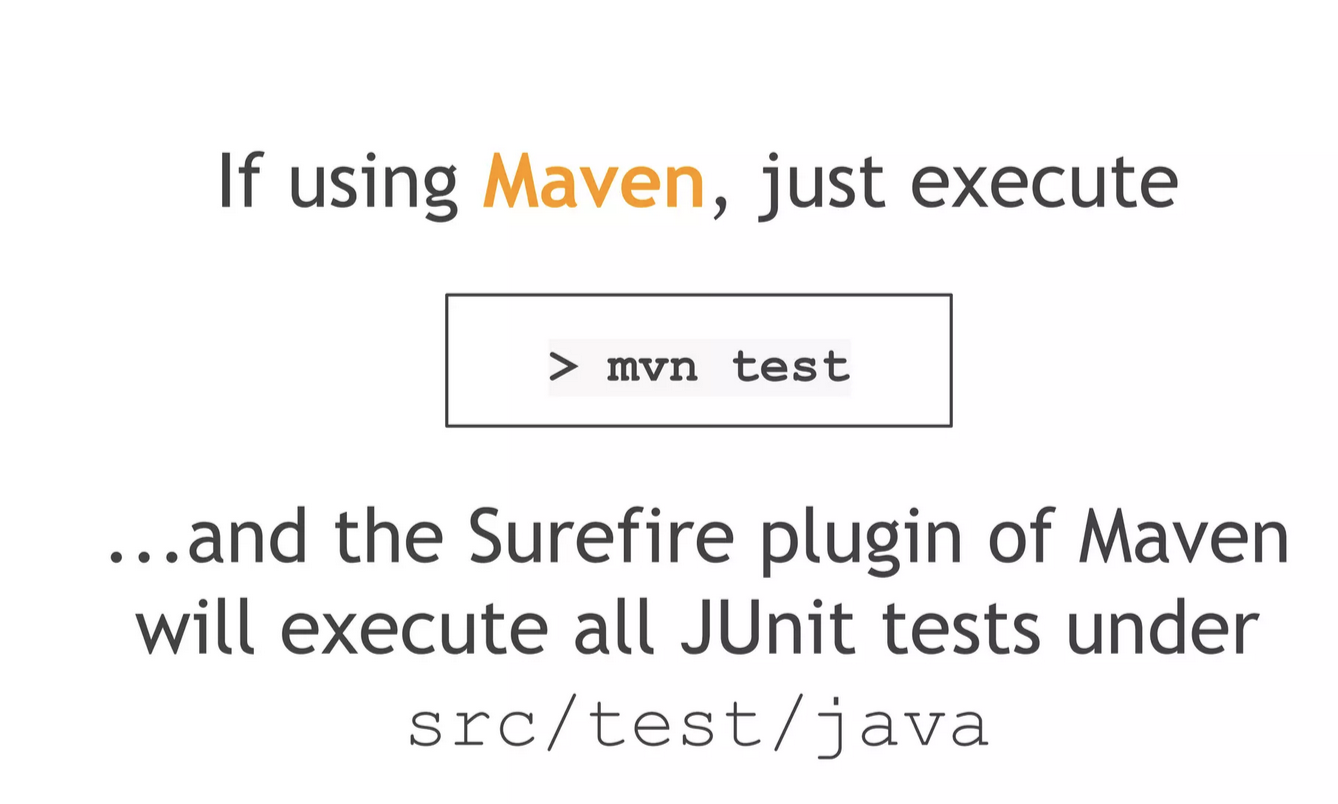 If using Maven, just execute
> mvn test
...and the Surefire plugin of Maven
will execute all JUnit tests under
src/test/java